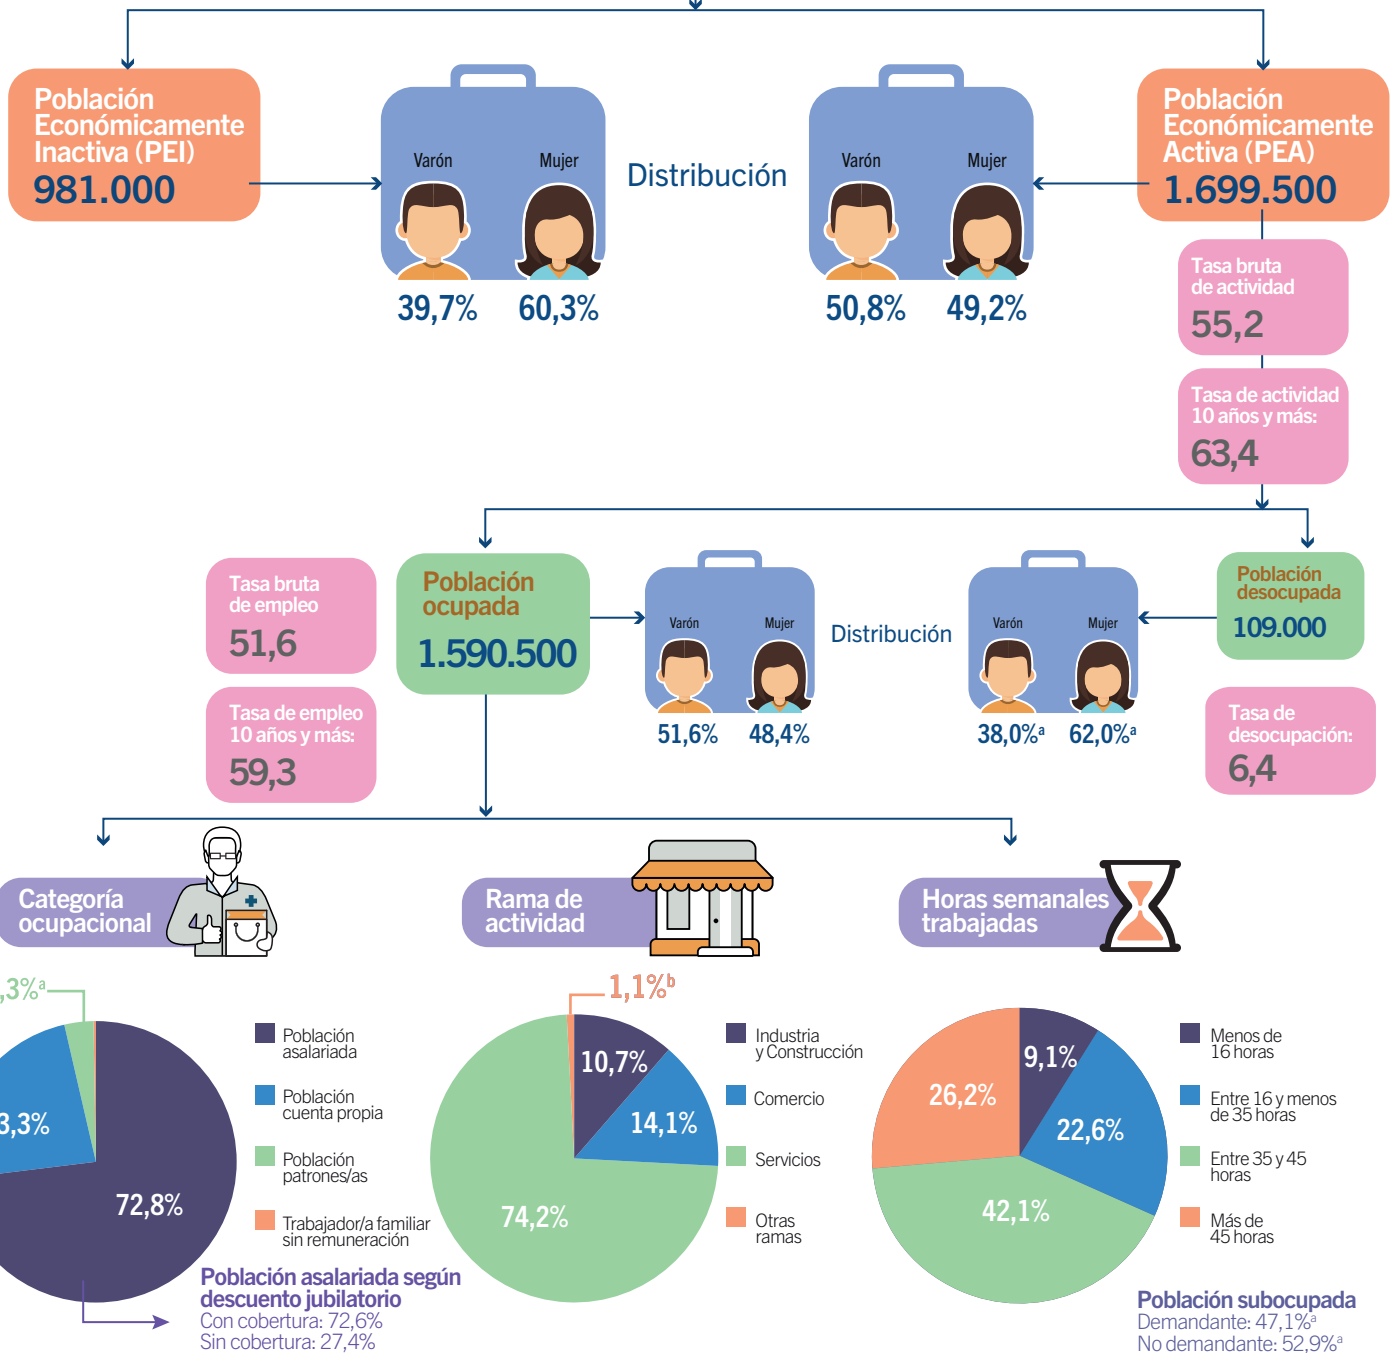 Población
Económicamente
Inactiva (PEI)
981.000
Varón
Mujer
39,7%
60,3%
Distribución
Varón
Mujer
50,8%
49,2%
Población
Económicamente
Activa (PEA)
1.699.500
Tasa bruta
de actividad
55,2
Tasa de actividad
10 años y más:
63,4
Tasa bruta
de empleo
51,6
Tasa de empleo
10 años y más:
59,3
Población
ocupada
1.590.500
Varón
Mujer
51,6%
48,4%
Distribución
Varón
Mujer
38,0%ª
62,0%ª
Población
desocupada
109.000
Tasa de
desocupación:
6,4
Categoría
ocupacional
,3%ª
3,3%
72,8%
Población
asalariada
Población
cuenta propia
Población
patrones/as
Trabajador/a familiar
sin remuneración
Población asalariada según
descuento jubilatorio
Con cobertura: 72,6%
Sin cobertura: 27,4%
Rama de
actividad
1,1%ᵇ
10,7%
14,1%
74,2%
Industria
y Construcción
Comercio
Servicios
Otras
ramas
Horas semanales
trabajadas
9,1%
22,6%
42,1%
26,2%
Menos de
16 horas
Entre 16 y menos
de 35 horas
Entre 35 y 45
horas
Más de
45 horas
Población subocupada
Demandante: 47,1%ª
No demandante: 52,9%ª